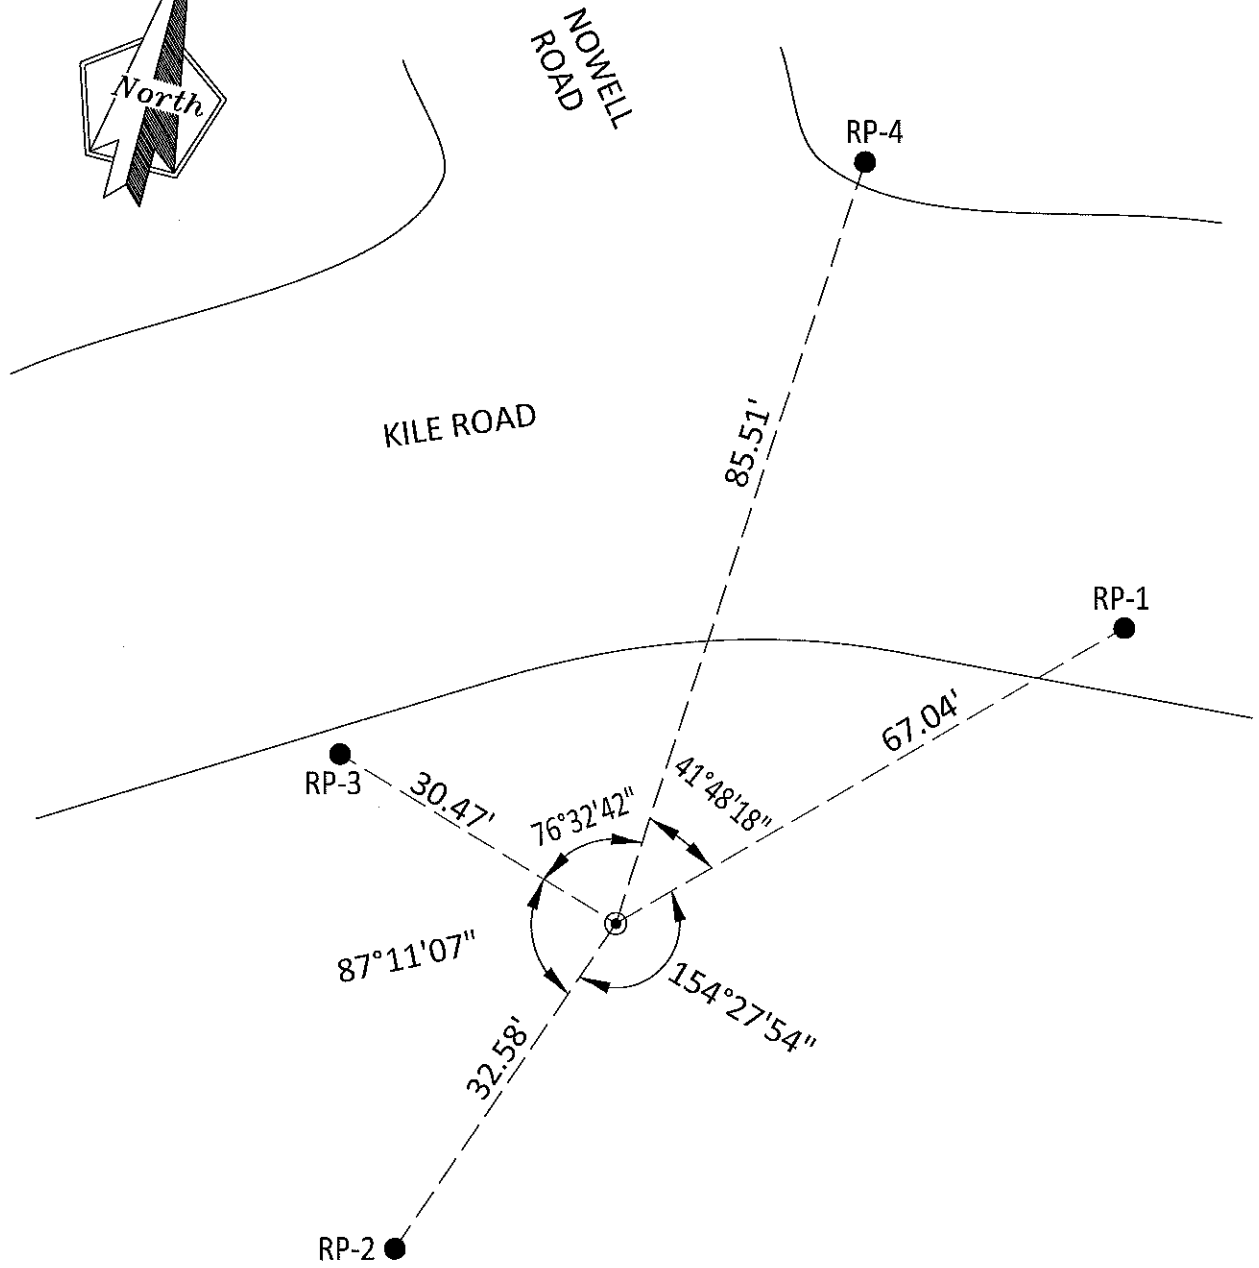 North
NOWELL
ROAD
RP-4
KILE ROAD
85.51'
RP-1
67.04'
RP-3
30.47'
76°32'42"
41°48'18"
87°11'07"
154°27'54"
32.58'
RP-2